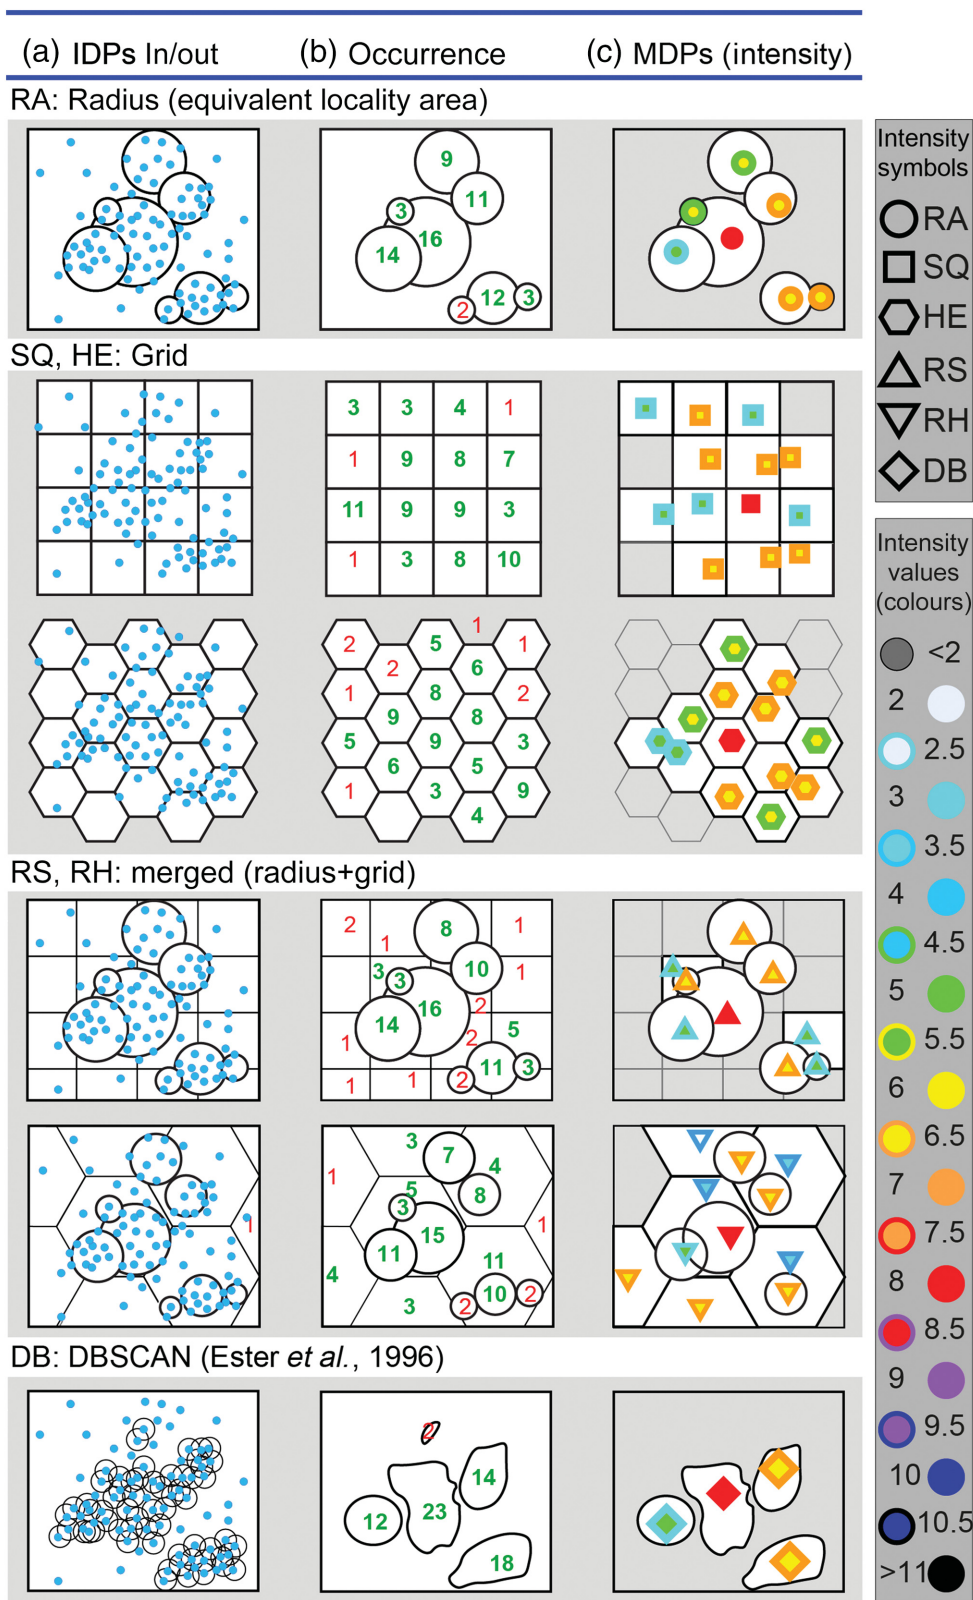 (a) IDPs In/out (b) Occurrence (c) MDPs (intensity)
RA: Radius (equivalent locality area)
9
11
3
16
14
12 3
2
SQ, HE: Grid
3 3 4 1
1 9 8 7
11 9 9 3
1 3 8 10
1
2 5 1
2 6
1 8 2
9 8
5 9 3
6 5
1 3 9
4
RS, RH: merged (radius+grid)
2 8 1
1
3 3 10 1
16 2
14 2 5
1
11 3
1 1 2
3 7
1 4
5 8
3
1 15 1
11 11
4
10 2
3 2
DB: DBSCAN (Ester et al., 1996)
2
14
12 23
18
Intensity
symbols
RA
SQ
HE
RS
RH
DB
Intensity
values
(colours)
<2
2
2.5
3
3.5
4
4.5
5
5.5
6
6.5
7
7.5
8
8.5
9
9.5
10
10.5
>11